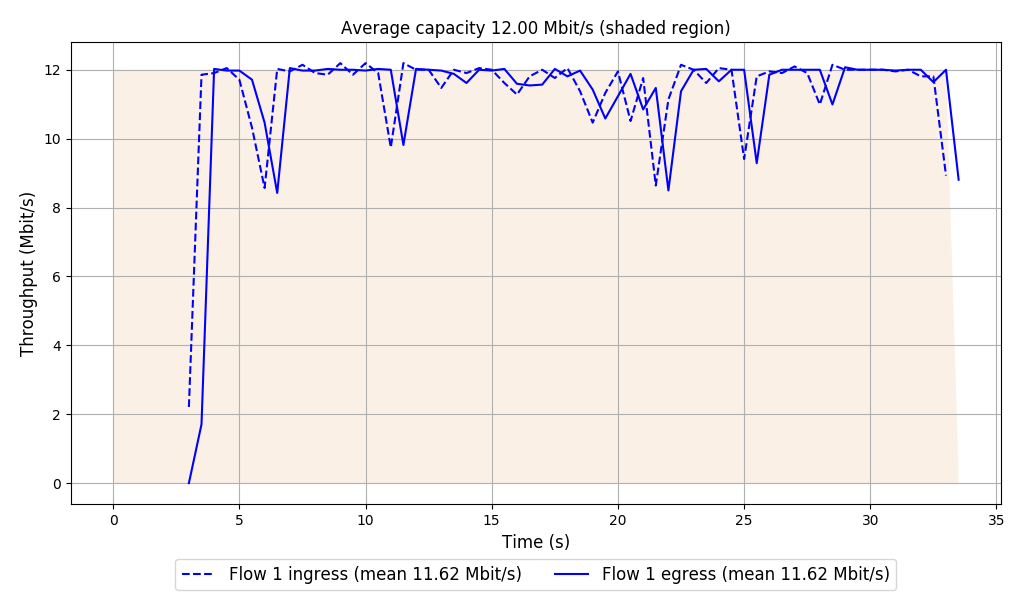 Average capacity 12.00 Mbit/s (shaded region)
Throughput (Mbit/s)
12
10
8
6
4
2
0
0 5 10 15 20 25 30 35
Time (s)
Flow 1 ingress (mean 11.62 Mbit/s) Flow 1 egress (mean 11.62 Mbit/s)